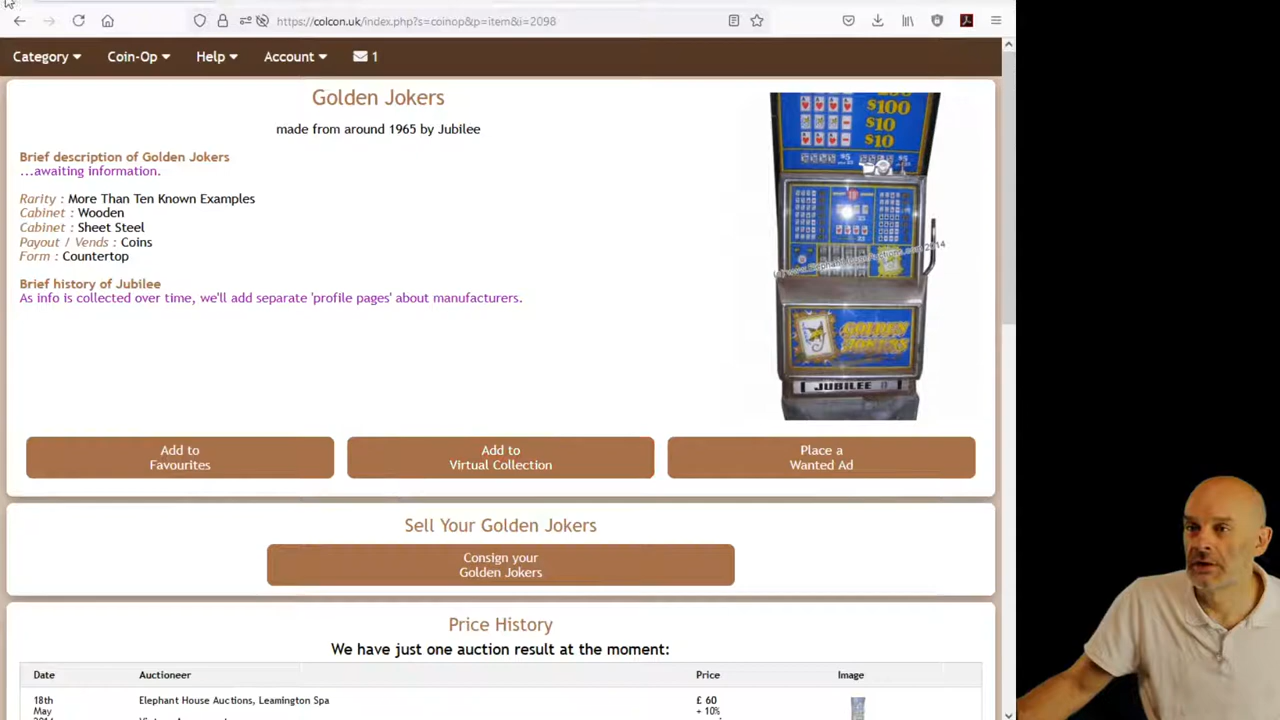 https://colcon.uk/index.php?s=coinop&p=item&i=2098
Category
Coin-Op
Help
Account
1
Golden Jokers
made from around 1965 by Jubilee
Brief description of Golden Jokers
...awaiting information.
Rarity : More Than Ten Known Examples
Cabinet : Wooden
Cabinet : Sheet Steel
Payout / Vends : Coins
Form : Countertop
Brief history of Jubilee
As info is collected over time, we'll add separate 'profile pages' about manufacturers.
$100
$10
$10
GOLDEN
JOKERS
JUBILEE
Add to
Favourites
Add to
Virtual Collection
Place a
Wanted Ad
Sell Your Golden Jokers
Consign your
Golden Jokers
Price History
We have just one auction result at the moment:
Date Auctioneer Price Image
18th Elephant House Auctions, Leamington Spa £ 60
May + 10%